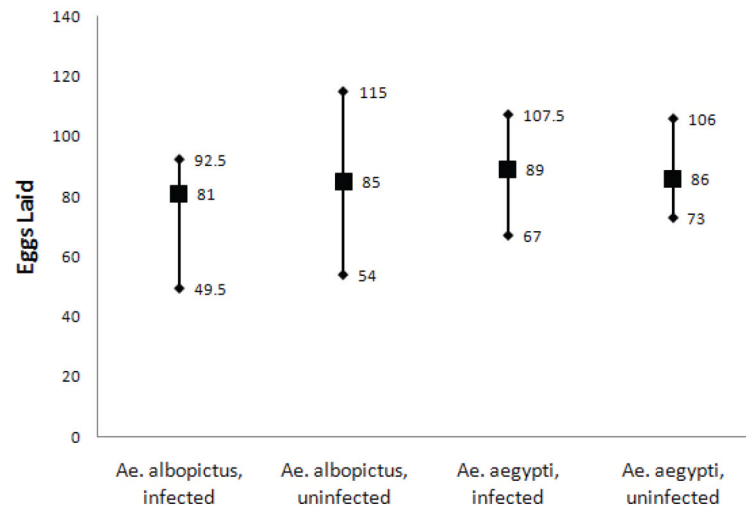 140
120
100
80
60
40
20
0
Eggs Laid
92.5
81
49.5
115
85
54
107.5
89
67
106
86
73
Ae. albopictus,
infected
Ae. albopictus,
uninfected
Ae. aegypti,
infected
Ae. aegypti,
uninfected